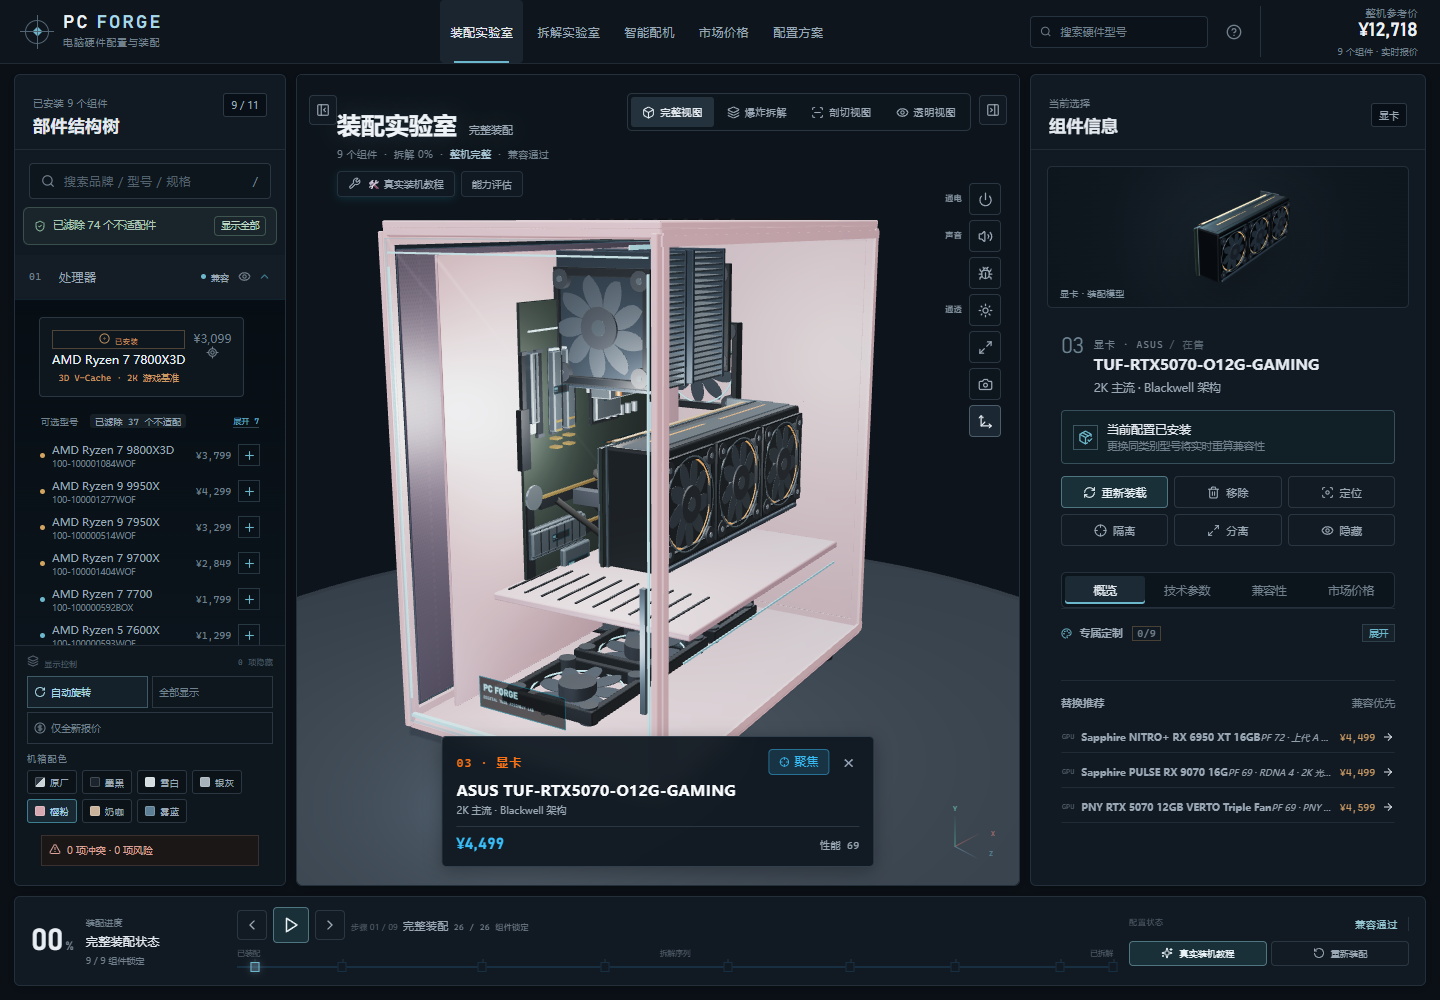 PC FORGE
电脑硬件配置与装配
装配实验室
拆解实验室
智能配机
市场价格
配置方案
搜索硬件型号
整机参考价
¥12,718
9 个组件 · 实时报价
已安装 9 个组件
部件结构树
9 / 11
搜索品牌 / 型号 / 规格
/
已滤除 74 个不适配件
显示全部
01
处理器
兼容
已安装
¥3,099
AMD Ryzen 7 7800X3D
3D V-Cache · 2K 游戏基准
可选型号
已滤除 37 个不适配
展开 7
AMD Ryzen 7 9800X3D
100-100001084WOF
¥3,799
AMD Ryzen 9 9950X
100-100001277WOF
¥4,299
AMD Ryzen 9 7950X
100-100000514WOF
¥3,299
AMD Ryzen 7 9700X
100-100001404WOF
¥2,849
AMD Ryzen 7 7700
100-100000592BOX
¥1,799
AMD Ryzen 5 7600X
100-100000593WOF
¥1,299
显示控制
0 项隐藏
自动旋转
全部显示
仅全新报价
机箱配色
原厂
墨黑
雪白
银灰
樱粉
奶咖
雾蓝
0 项冲突 · 0 项风险
装配实验室
完整装配
9 个组件 · 拆解 0% · 整机完整 · 兼容通过
🛠 真实装机教程
能力评估
完整视图
爆炸拆解
剖切视图
透明视图
通电
声音
通透
PC FORGE
03 · 显卡
聚焦
ASUS TUF-RTX5070-O12G-GAMING
2K 主流 · Blackwell 架构
¥4,499
性能 69
Y
X
Z
当前选择
组件信息
显卡
显卡 · 装配模型
03
显卡 · ASUS / 在售
TUF-RTX5070-O12G-GAMING
2K 主流 · Blackwell 架构
当前配置已安装
更换同类别型号将实时重算兼容性
重新装载
移除
定位
隔离
分离
隐藏
概览
技术参数
兼容性
市场价格
专属定制
0/9
展开
替换推荐
兼容优先
GPU Sapphire NITRO+ RX 6950 XT 16GB PF 72 · 上代 A ... ¥4,499
GPU Sapphire PULSE RX 9070 16G PF 69 · RDNA 4 · 2K 光... ¥4,499
GPU PNY RTX 5070 12GB VERTO Triple Fan PF 69 · PNY ... ¥4,599
00%
装配进度
完整装配状态
9 / 9 组件锁定
步骤 01 / 09
完整装配
26 / 26 组件锁定
已装配
拆解序列
已拆解
配置状态
兼容通过
真实装机教程
重新装配